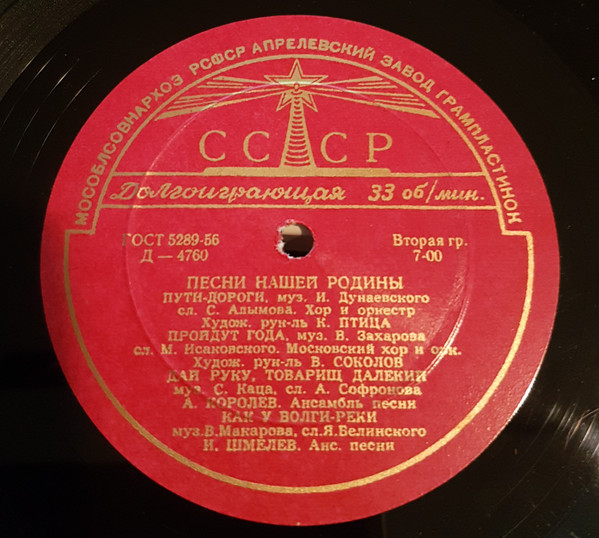 МОСОБЛСОВНАРХОЗ РСФСР АПРЕЛЕВСКИЙ ЗАВОД ГРАМПЛАСТИНОК
СССР
Долгоиграющая 33 об/мин.
ГОСТ 5289-56
Д — 4760
Вторая гр.
7-00
ПЕСНИ НАШЕЙ РОДИНЫ
ПУТИ-ДОРОГИ, муз. И. Дунаевского
сл. С. Алымова. Хор и оркестр
Худож. рук-ль К. ПТИЦА
ПРОЙДУТ ГОДА, муз. В. Захарова
сл. М. Исаковского. Московский хор и орк.
Худож. рук-ль В. СОКОЛОВ
ДАЙ РУКУ, ТОВАРИЩ ДАЛЕКИЙ
муз. С. Каца, сл. А. Софронова
А. КОРОЛЕВ. Ансамбль песни
КАК У ВОЛГИ-РЕКИ
муз.В.Макарова, сл.Я.Белинского
И. ШМЕЛЕВ. Анс. песни